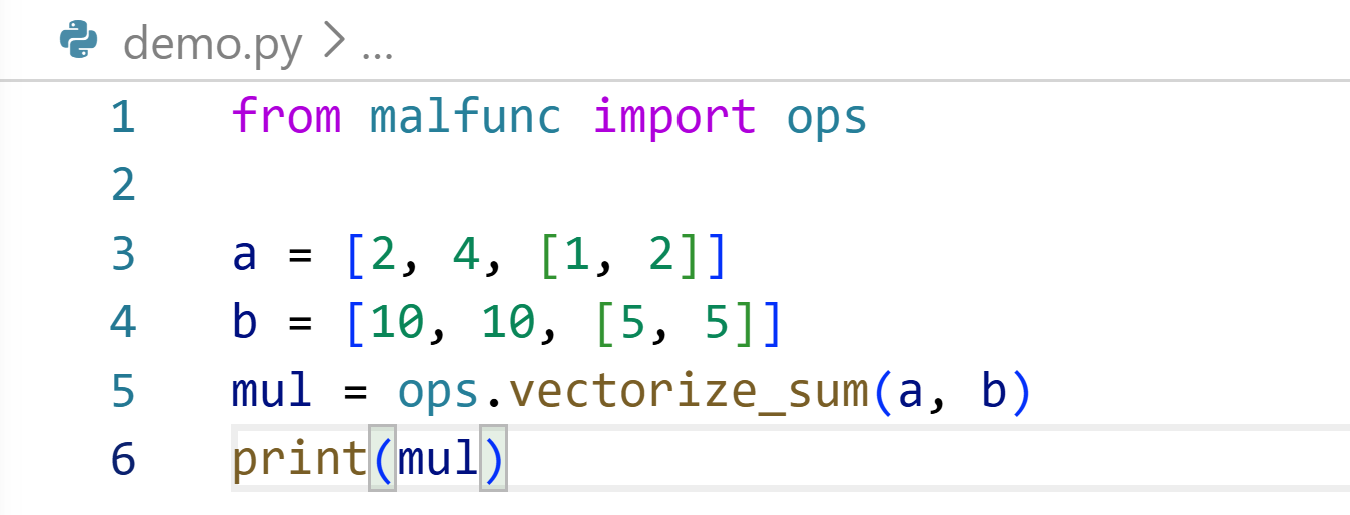 demo.py > ...
1 from malfunc import ops
2
3 a = [2, 4, [1, 2]]
4 b = [10, 10, [5, 5]]
5 mul = ops.vectorize_sum(a, b)
6 print(mul)